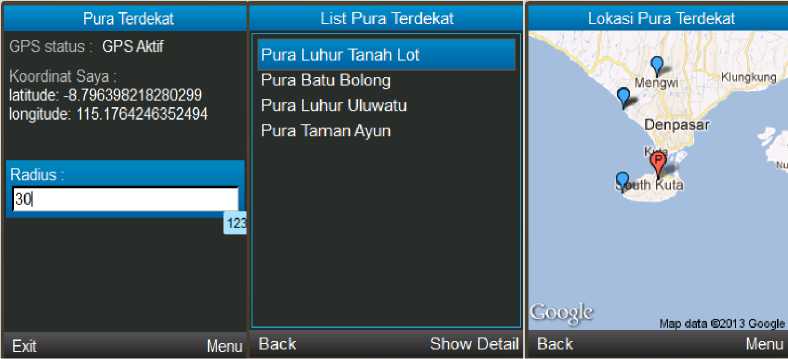 Pura Terdekat
GPS status : GPS Aktif
Koordinat Saya :
latitude: -8.796398218280299
longitude: 115.1764246352494
Radius :
30
123
Exit
Menu
List Pura Terdekat
Pura Luhur Tanah Lot
Pura Batu Bolong
Pura Luhur Uluwatu
Pura Taman Ayun
Back
Show Detail
Lokasi Pura Terdekat
Mengwi
Klungkung
Denpasar
P
South Kuta
Nu
Google
Map data ©2013 Google
Back
Menu